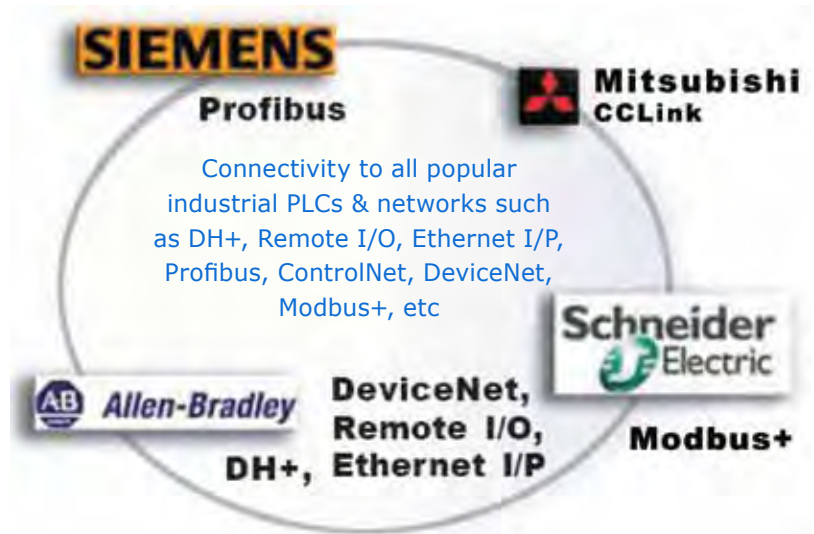 SIEMENS
Profibus
Mitsubishi
CCLink
Connectivity to all popular
industrial PLCs & networks such
as DH+, Remote I/O, Ethernet I/P,
Profibus, ControlNet, DeviceNet,
Modbus+, etc
Schneider
Electric
Modbus+
AB
Allen-Bradley
DeviceNet,
Remote I/O,
DH+, Ethernet I/P